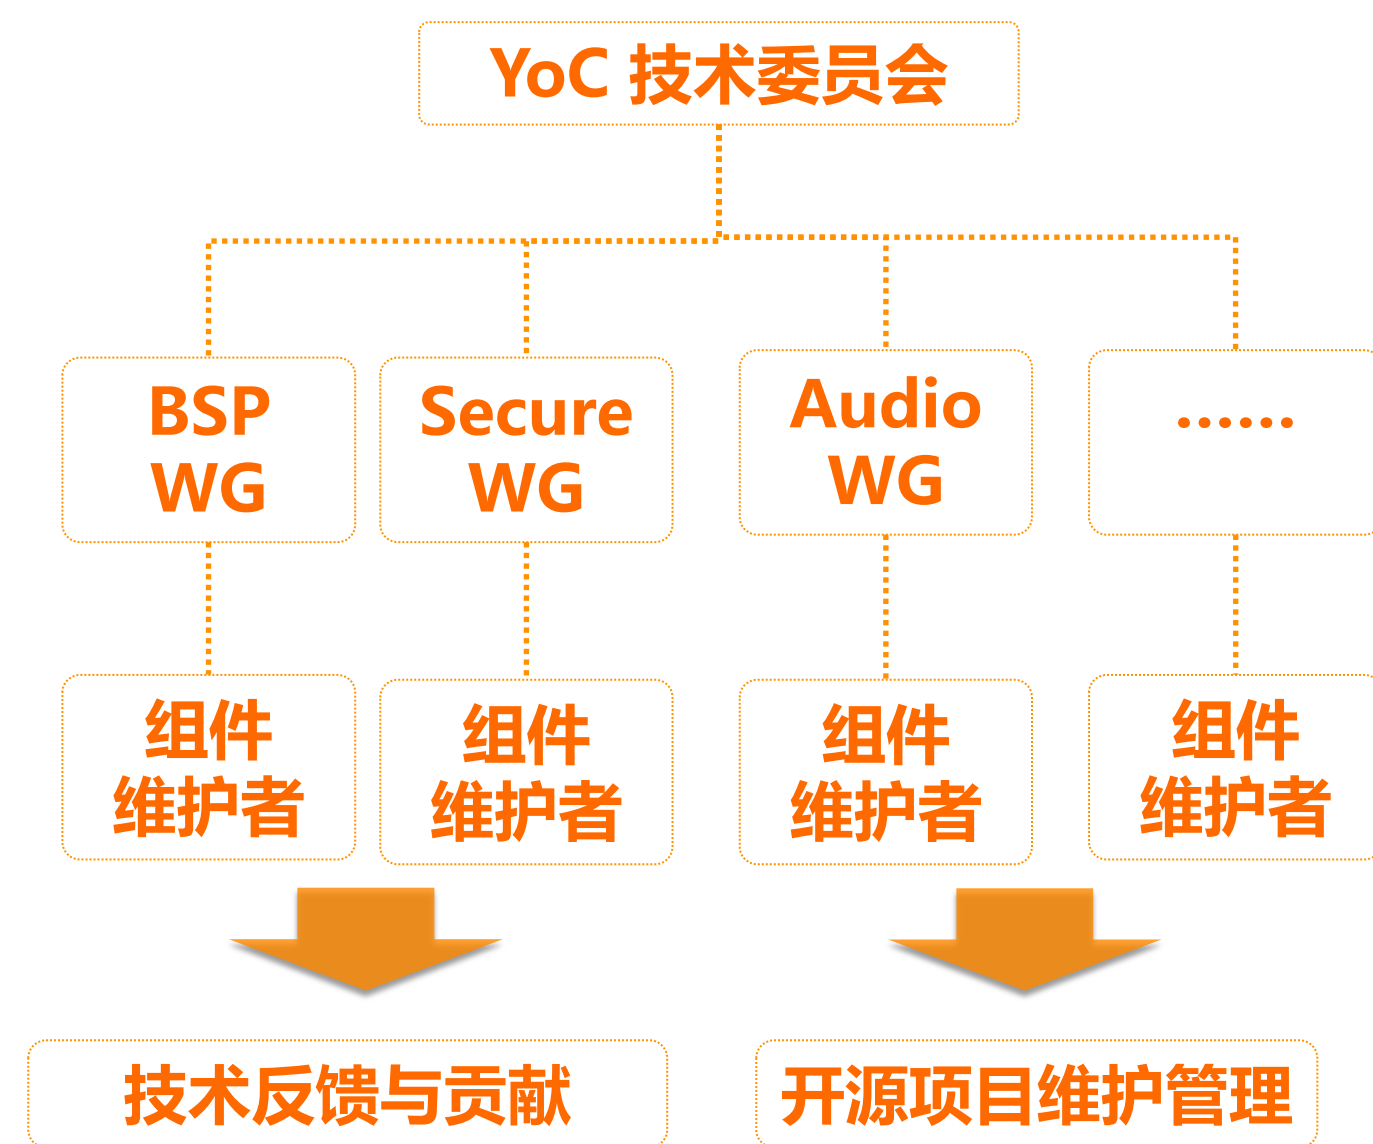 YoC 技术委员会
BSP
WG
Secure
WG
Audio
WG
......
组件
维护者
组件
维护者
组件
维护者
组件
维护者
技术反馈与贡献
开源项目维护管理